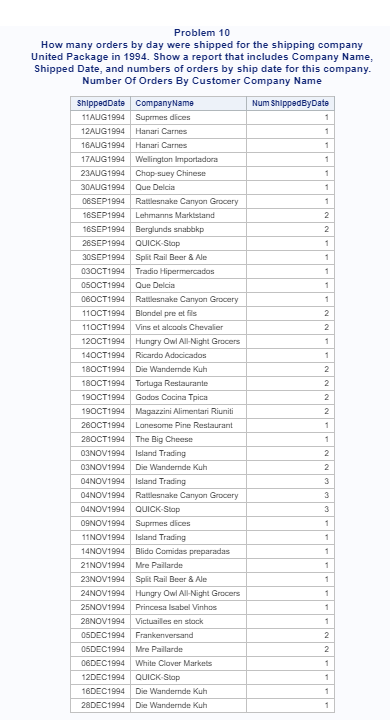 Problem 10
How many orders by day were shipped for the shipping company
United Package in 1994. Show a report that includes Company Name,
Shipped Date, and numbers of orders by ship date for this company.
Number Of Orders By Customer Company Name
ShippedDate CompanyName NumShippedByDate
11AUG1994 Suprmes dlices 1
12AUG1994 Hanari Carnes 1
16AUG1994 Hanari Carnes 1
17AUG1994 Wellington Importadora 1
23AUG1994 Chop-suey Chinese 1
30AUG1994 Que Delcia 1
06SEP1994 Rattlesnake Canyon Grocery 1
16SEP1994 Lehmanns Marktstand 2
16SEP1994 Berglunds snabbkp 2
26SEP1994 QUICK-Stop 1
30SEP1994 Split Rail Beer & Ale 1
03OCT1994 Tradio Hipermercados 1
05OCT1994 Que Delcia 1
06OCT1994 Rattlesnake Canyon Grocery 1
11OCT1994 Blondel pre et fils 2
11OCT1994 Vins et alcools Chevalier 2
12OCT1994 Hungry Owl All-Night Grocers 1
14OCT1994 Ricardo Adocicados 1
18OCT1994 Die Wandernde Kuh 2
18OCT1994 Tortuga Restaurante 2
19OCT1994 Godos Cocina Tpica 2
19OCT1994 Magazzini Alimentari Riuniti 2
26OCT1994 Lonesome Pine Restaurant 1
28OCT1994 The Big Cheese 1
03NOV1994 Island Trading 2
03NOV1994 Die Wandernde Kuh 2
04NOV1994 Island Trading 3
04NOV1994 Rattlesnake Canyon Grocery 3
04NOV1994 QUICK-Stop 3
09NOV1994 Suprmes dlices 1
11NOV1994 Island Trading 1
14NOV1994 Blido Comidas preparadas 1
21NOV1994 Mre Paillarde 1
23NOV1994 Split Rail Beer & Ale 1
24NOV1994 Hungry Owl All-Night Grocers 1
25NOV1994 Princesa Isabel Vinhos 1
28NOV1994 Victuailles en stock 1
05DEC1994 Frankenversand 2
05DEC1994 Mre Paillarde 2
06DEC1994 White Clover Markets 1
12DEC1994 QUICK-Stop 1
16DEC1994 Die Wandernde Kuh 1
28DEC1994 Die Wandernde Kuh 1